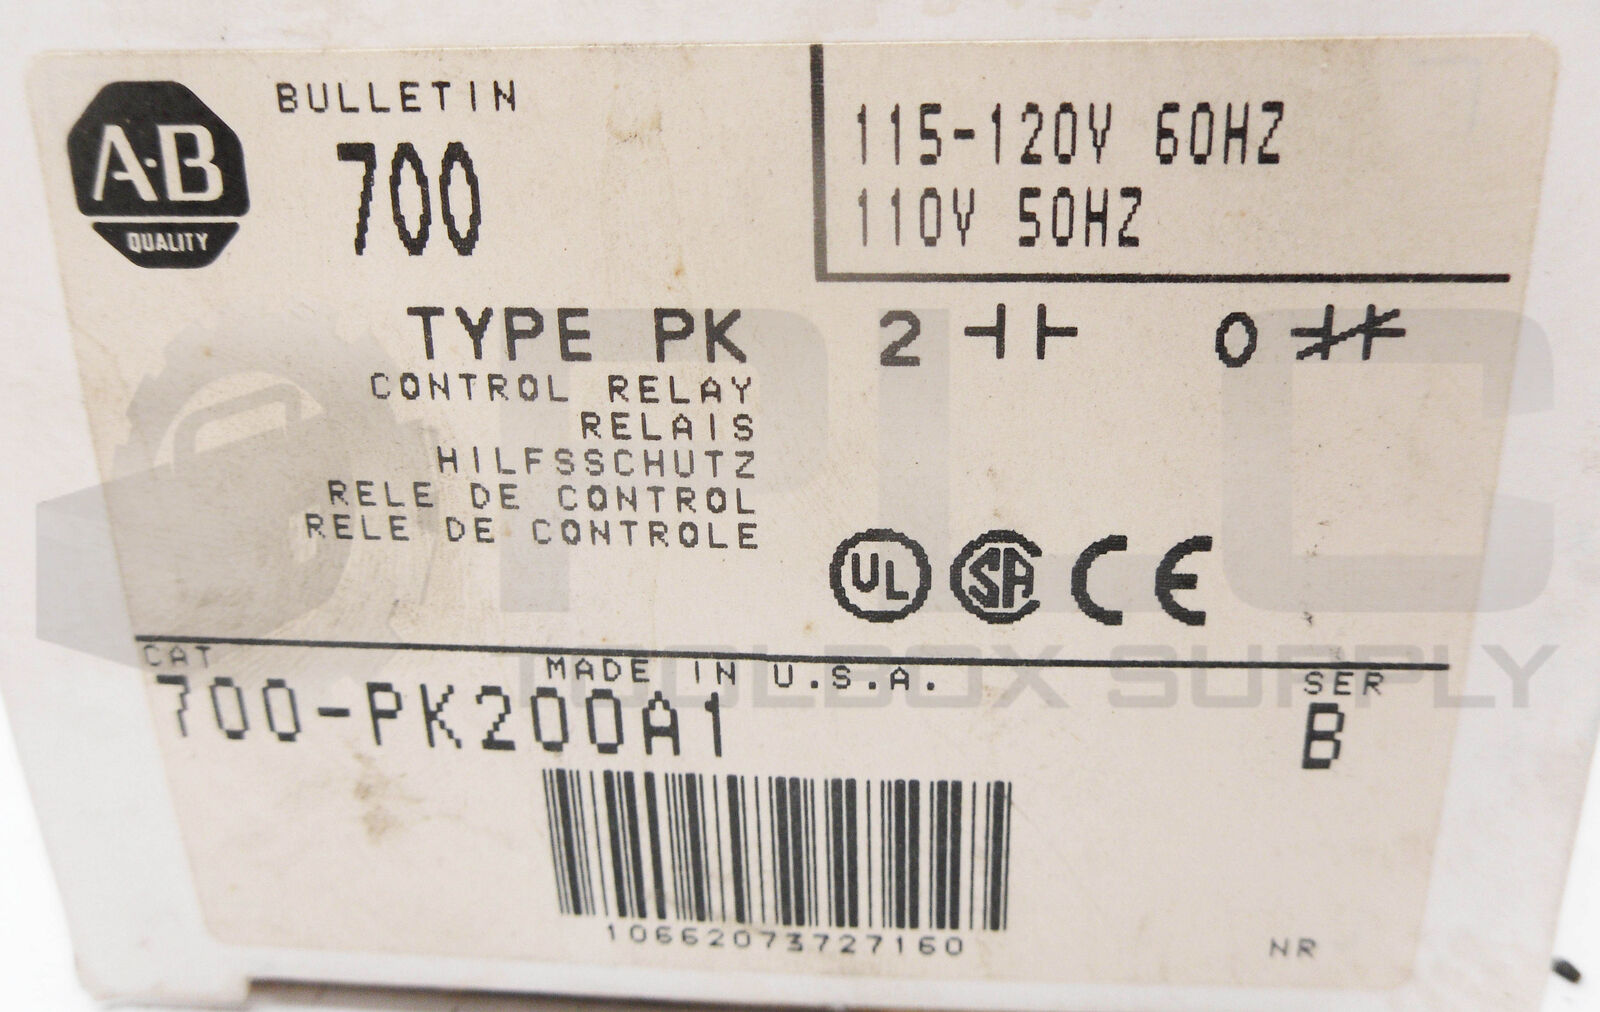 A-B
QUALITY
BULLETIN
700
115-120V 60HZ
110V 50HZ
TYPE PK
2
0
CONTROL RELAY
RELAIS
HILFSSCHUTZ
RELE DE CONTROL
RELE DE CONTROLE
UL
SA
CE
PLC
TOOLBOX SUPPLY
CAT
MADE IN U.S.A.
SER
700-PK200A1
B
10662073727160
NR